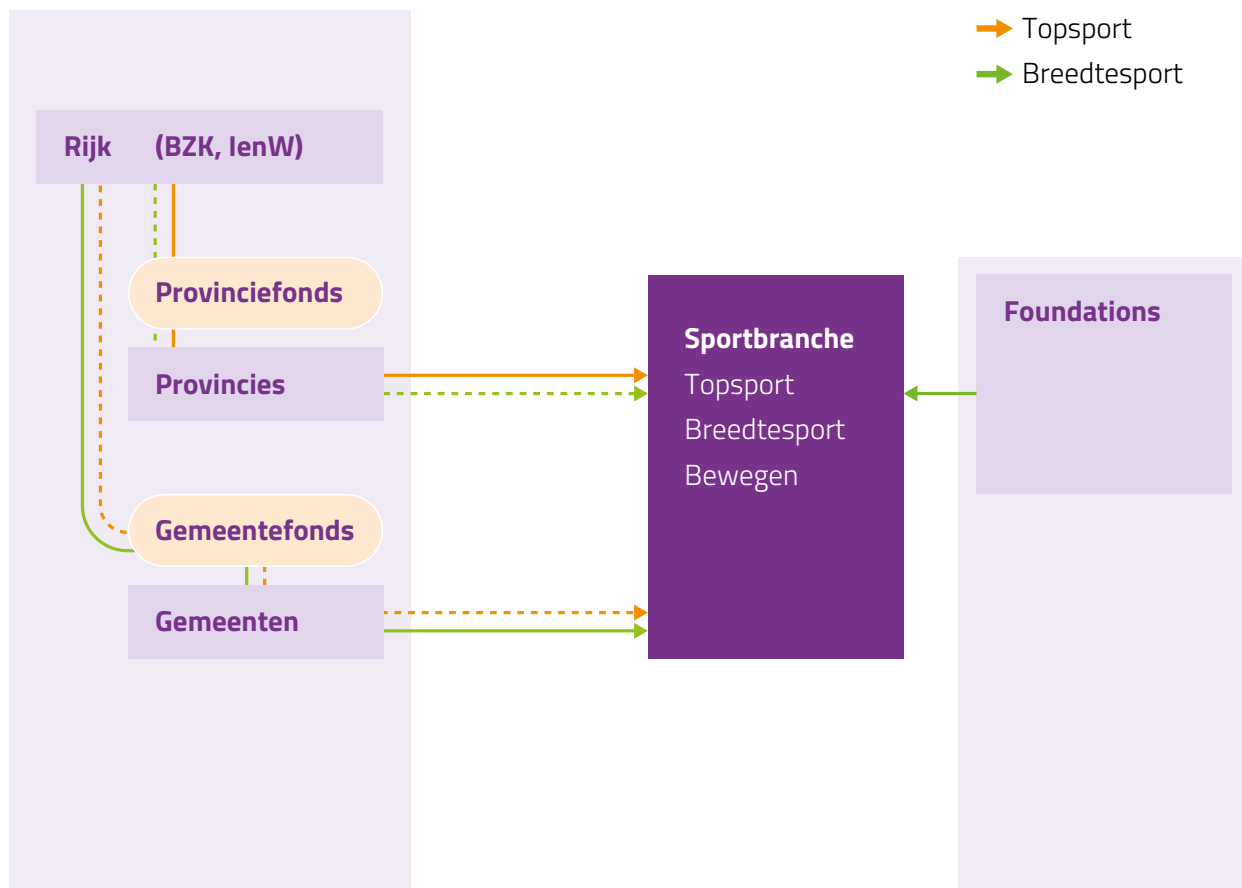 Topsport
Breedtesport
Rijk (BZK, IenW)
Provinciefonds
Provincies
Gemeentefonds
Gemeenten
Sportbranche
Topsport
Breedtesport
Bewegen
Foundations